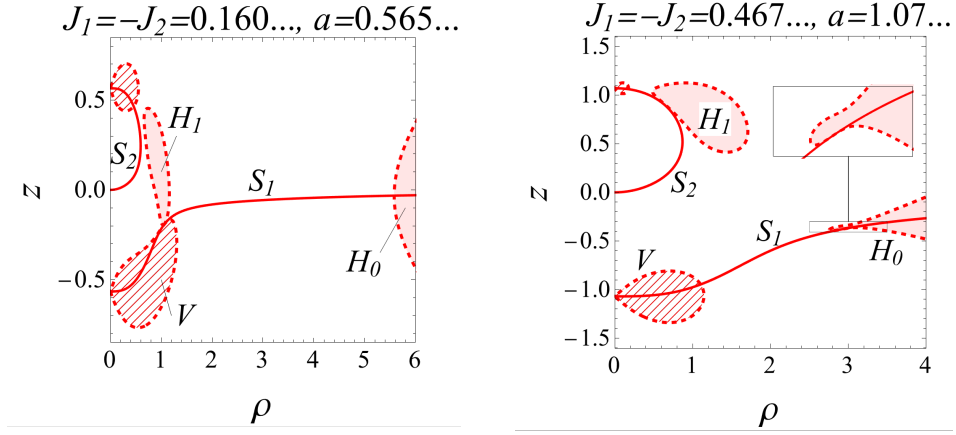 J₁=−J₂=0.160..., a=0.565...
z
0.5
0.0
−0.5
0 1 2 3 4 5 6
ρ
S₂
H₁
S₁
H₀
V
J₁=−J₂=0.467..., a=1.07...
z
1.5
1.0
0.5
0.0
−0.5
−1.0
−1.5
0 1 2 3 4
ρ
H₁
S₂
S₁
H₀
V